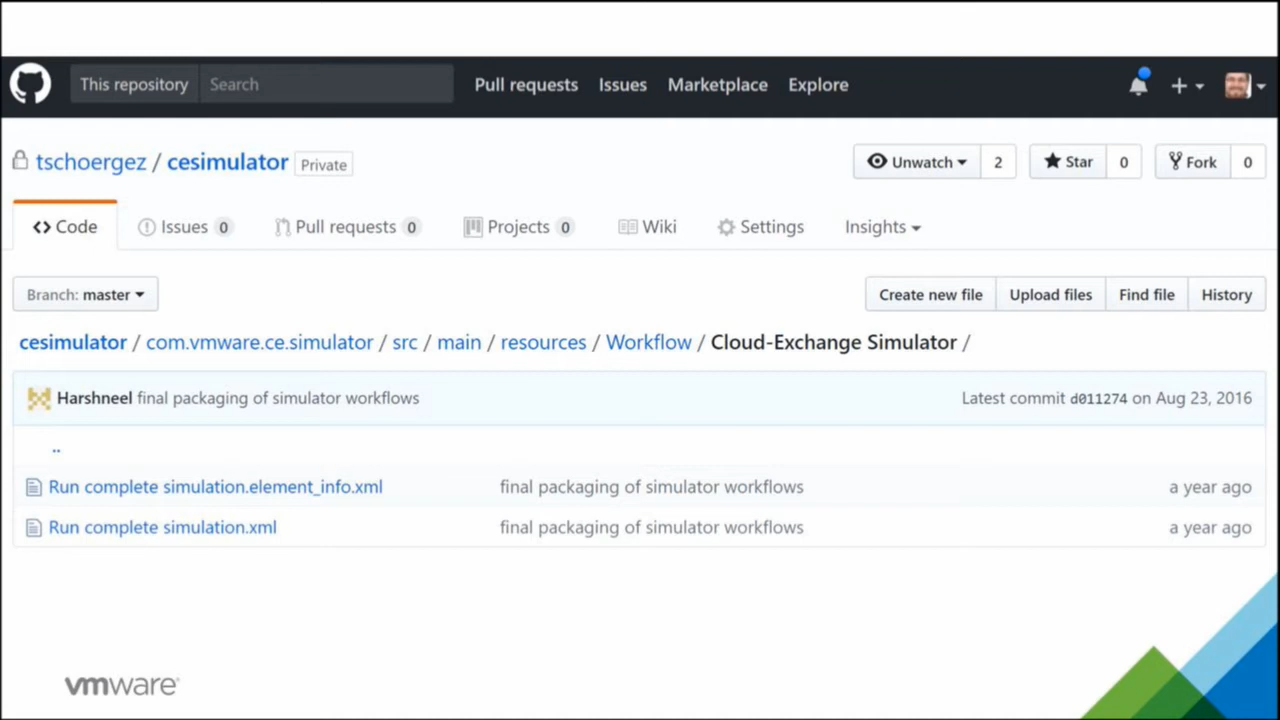 This repository Search Pull requests Issues Marketplace Explore
tschoergez / cesimulator Private Unwatch 2 Star 0 Fork 0
Code Issues 0 Pull requests 0 Projects 0 Wiki Settings Insights
Branch: master Create new file Upload files Find file History
cesimulator / com.vmware.ce.simulator / src / main / resources / Workflow / Cloud-Exchange Simulator /
Harshneel final packaging of simulator workflows Latest commit d011274 on Aug 23, 2016
..
Run complete simulation.element_info.xml final packaging of simulator workflows a year ago
Run complete simulation.xml final packaging of simulator workflows a year ago
vmware®